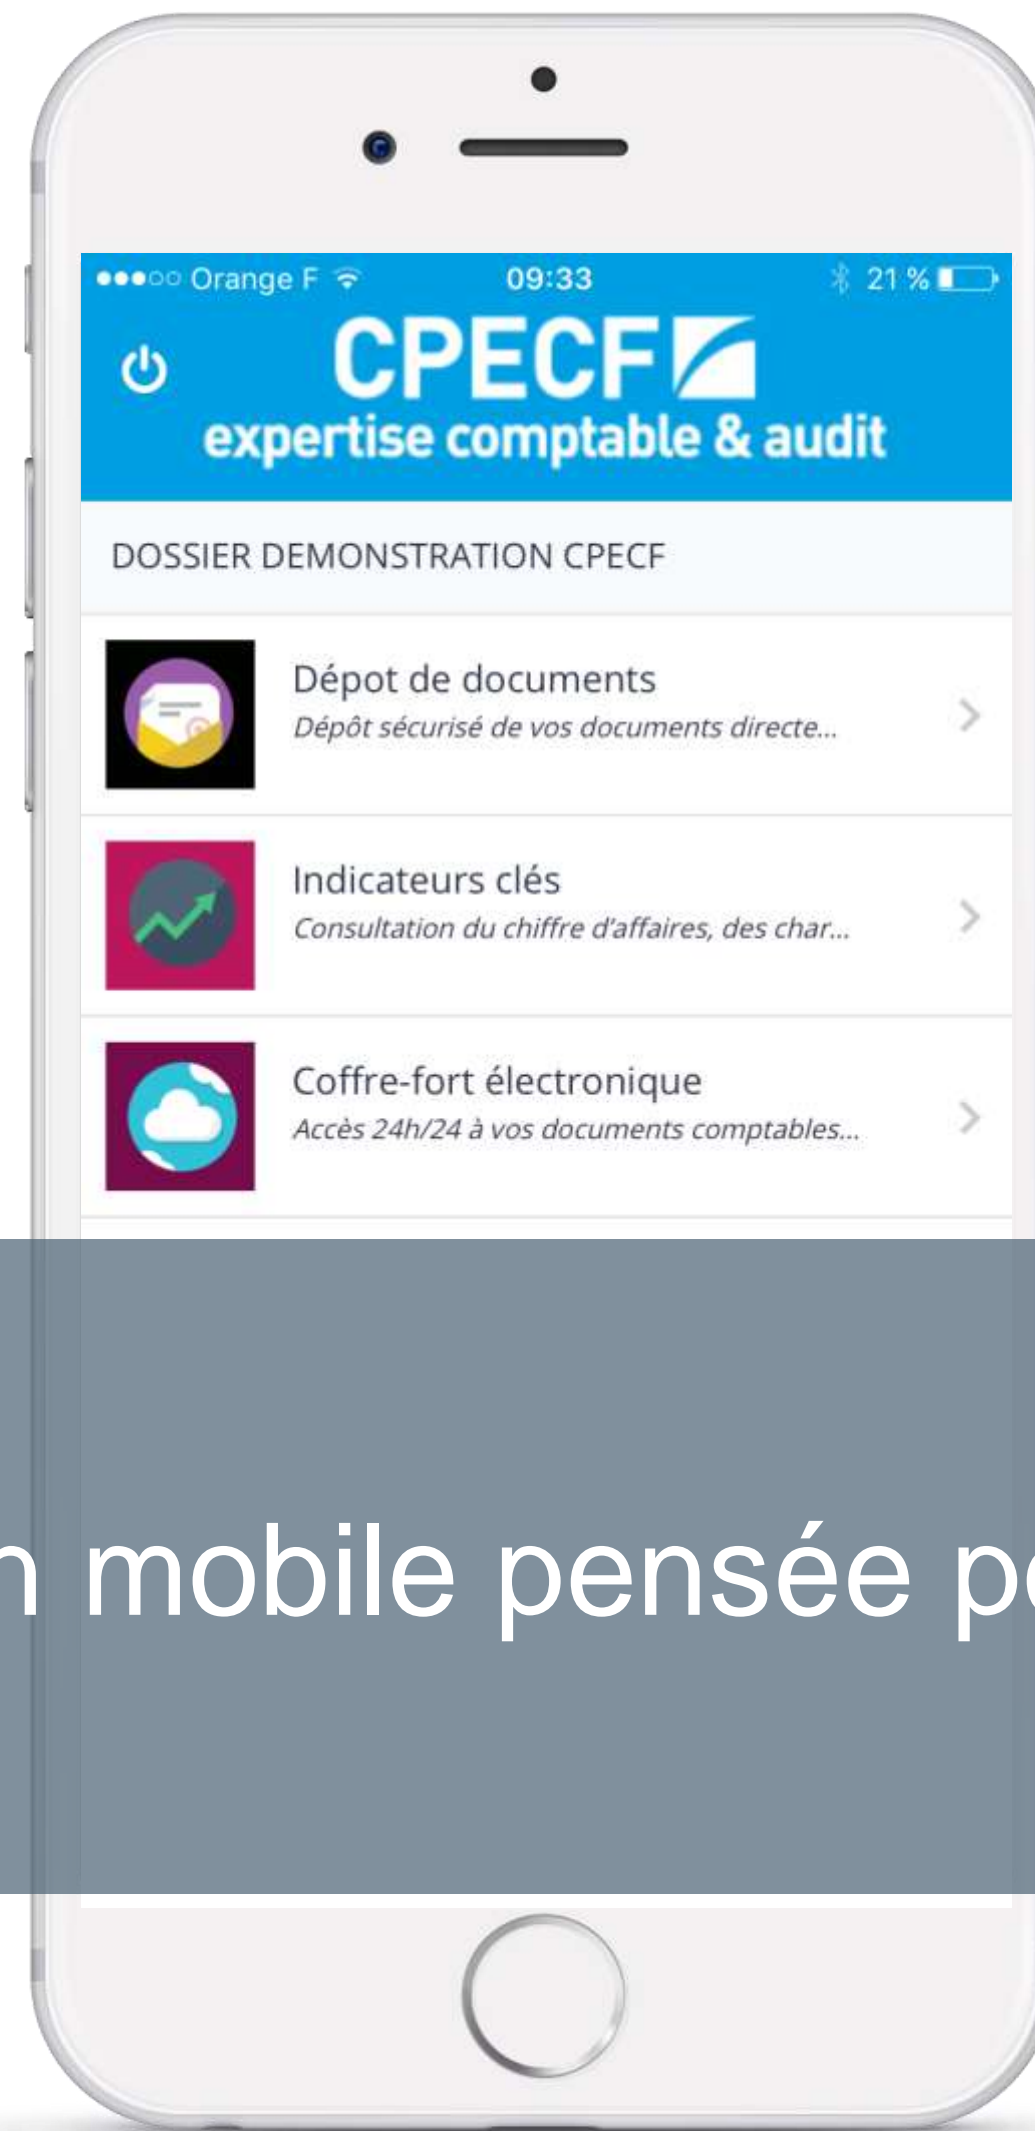 Orange F 09:33 21 %
CPECF
expertise comptable & audit
DOSSIER DEMONSTRATION CPECF
Dépot de documents
Dépôt sécurisé de vos documents directe...
Indicateurs clés
Consultation du chiffre d'affaires, des char...
Coffre-fort électronique
Accès 24h/24 à vos documents comptables...
n mobile pensée p